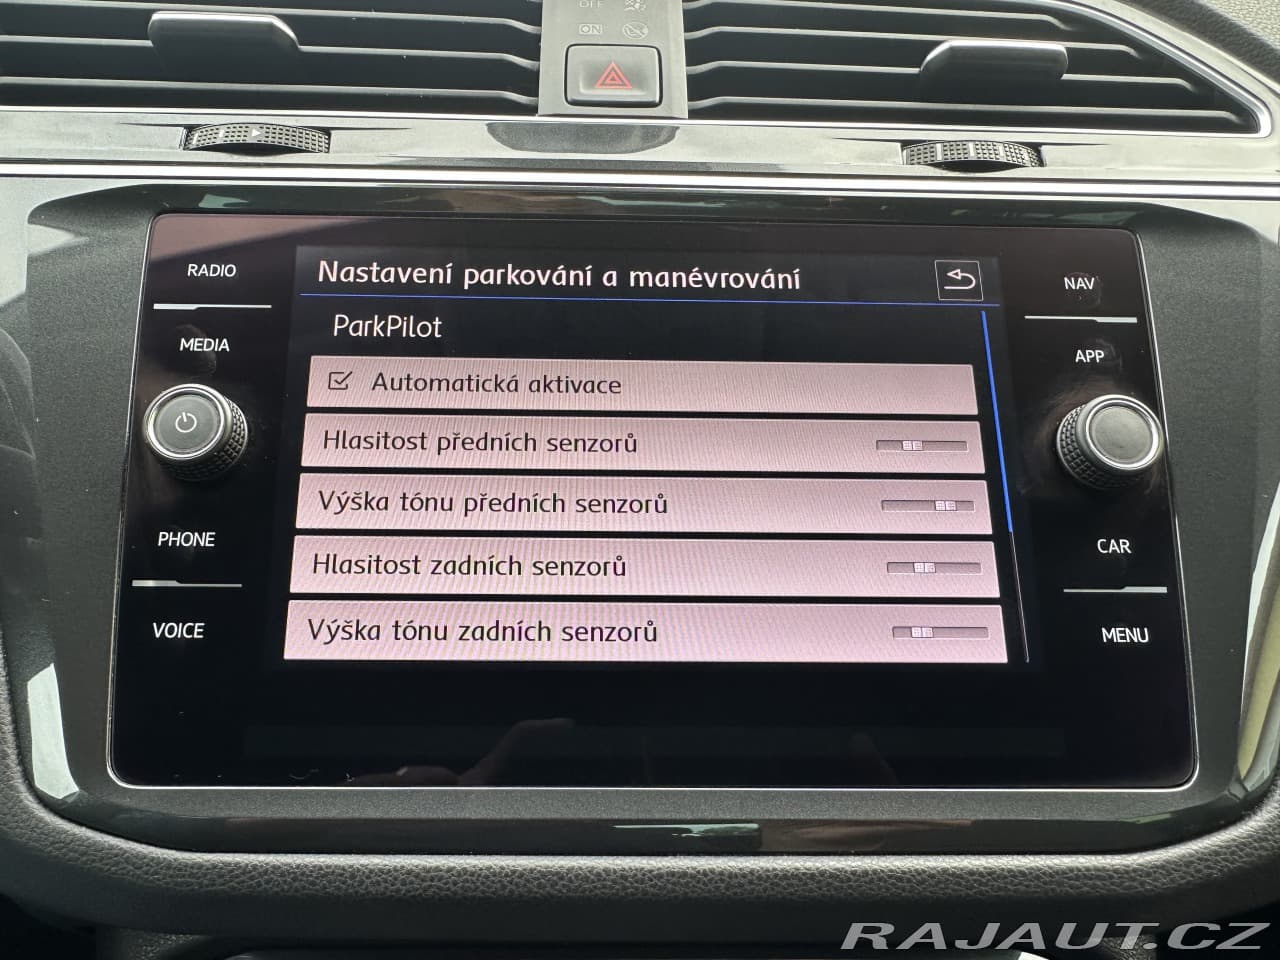 OFF
ON
RADIO
MEDIA
PHONE
VOICE
Nastavení parkování a manévrování
ParkPilot
Automatická aktivace
Hlasitost předních senzorů
Výška tónu předních senzorů
Hlasitost zadních senzorů
Výška tónu zadních senzorů
NAV
APP
CAR
MENU
RAJAUT.CZ